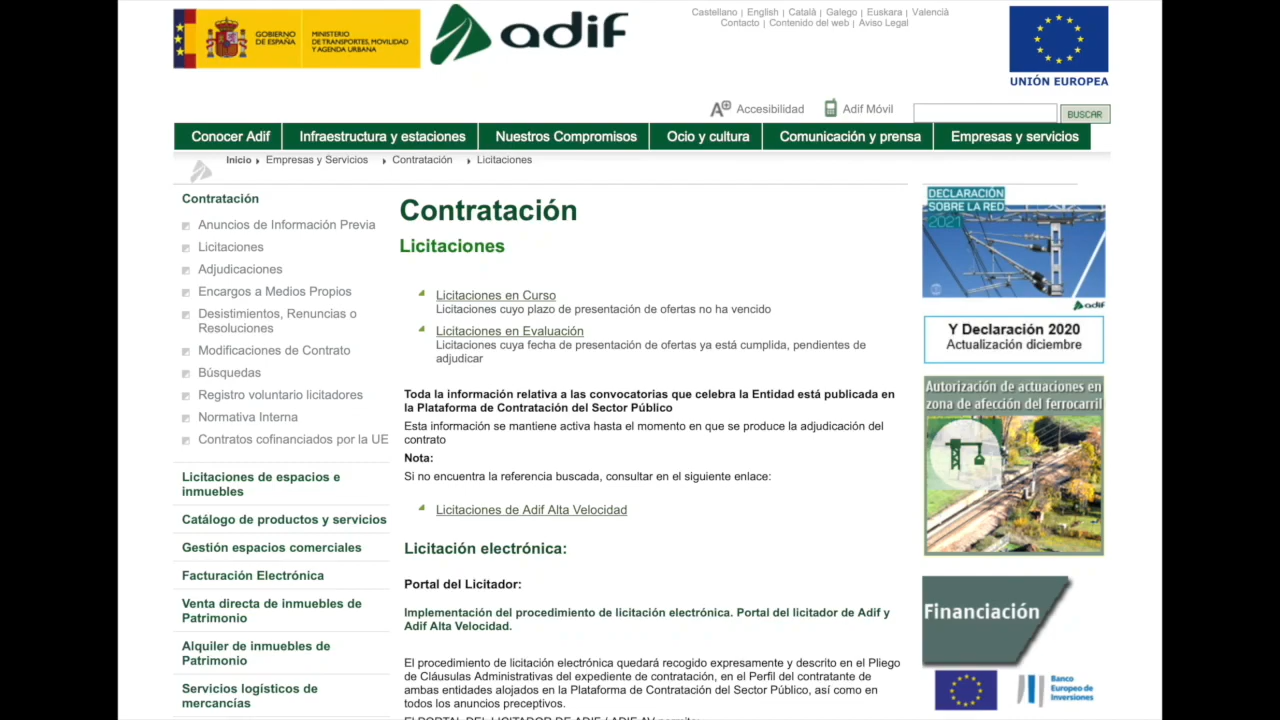 GOBIERNO
DE ESPAÑA
MINISTERIO
DE TRANSPORTES, MOVILIDAD
Y AGENDA URBANA
adif
Castellano | English | Català | Galego | Euskara | Valencià
Contacto | Contenido del web | Aviso Legal
UNIÓN EUROPEA
Accesibilidad
Adif Móvil
BUSCAR
Conocer Adif
Infraestructura y estaciones
Nuestros Compromisos
Ocio y cultura
Comunicación y prensa
Empresas y servicios
Inicio
Empresas y Servicios
Contratación
Licitaciones
Contratación
Anuncios de Información Previa
Licitaciones
Adjudicaciones
Encargos a Medios Propios
Desistimientos, Renuncias o
Resoluciones
Modificaciones de Contrato
Búsquedas
Registro voluntario licitadores
Normativa Interna
Contratos cofinanciados por la UE
Licitaciones de espacios e
inmuebles
Catálogo de productos y servicios
Gestión espacios comerciales
Facturación Electrónica
Venta directa de inmuebles de
Patrimonio
Alquiler de inmuebles de
Patrimonio
Servicios logísticos de
mercancías
Contratación
Licitaciones
Licitaciones en Curso
Licitaciones cuyo plazo de presentación de ofertas no ha vencido
Licitaciones en Evaluación
Licitaciones cuya fecha de presentación de ofertas ya está cumplida, pendientes de
adjudicar
Toda la información relativa a las convocatorias que celebra la Entidad está publicada en
la Plataforma de Contratación del Sector Público
Esta información se mantiene activa hasta el momento en que se produce la adjudicación del
contrato
Nota:
Si no encuentra la referencia buscada, consultar en el siguiente enlace:
Licitaciones de Adif Alta Velocidad
Licitación electrónica:
Portal del Licitador:
Implementación del procedimiento de licitación electrónica. Portal del licitador de Adif y
Adif Alta Velocidad.
El procedimiento de licitación electrónica quedará recogido expresamente y descrito en el Pliego
de Cláusulas Administrativas del expediente de contratación, en el Perfil del contratante de
ambas entidades alojados en la Plataforma de Contratación del Sector Público, así como en
todos los anuncios preceptivos.
El PORTAL DEL LICITADOR DE ADIF / ADIF AV permite:
DECLARACIÓN
SOBRE LA RED
2021
adif
Y Declaración 2020
Actualización diciembre
Autorización de actuaciones en
zona de afección del ferrocarril
Financiación
Banco
Europeo de
Inversiones